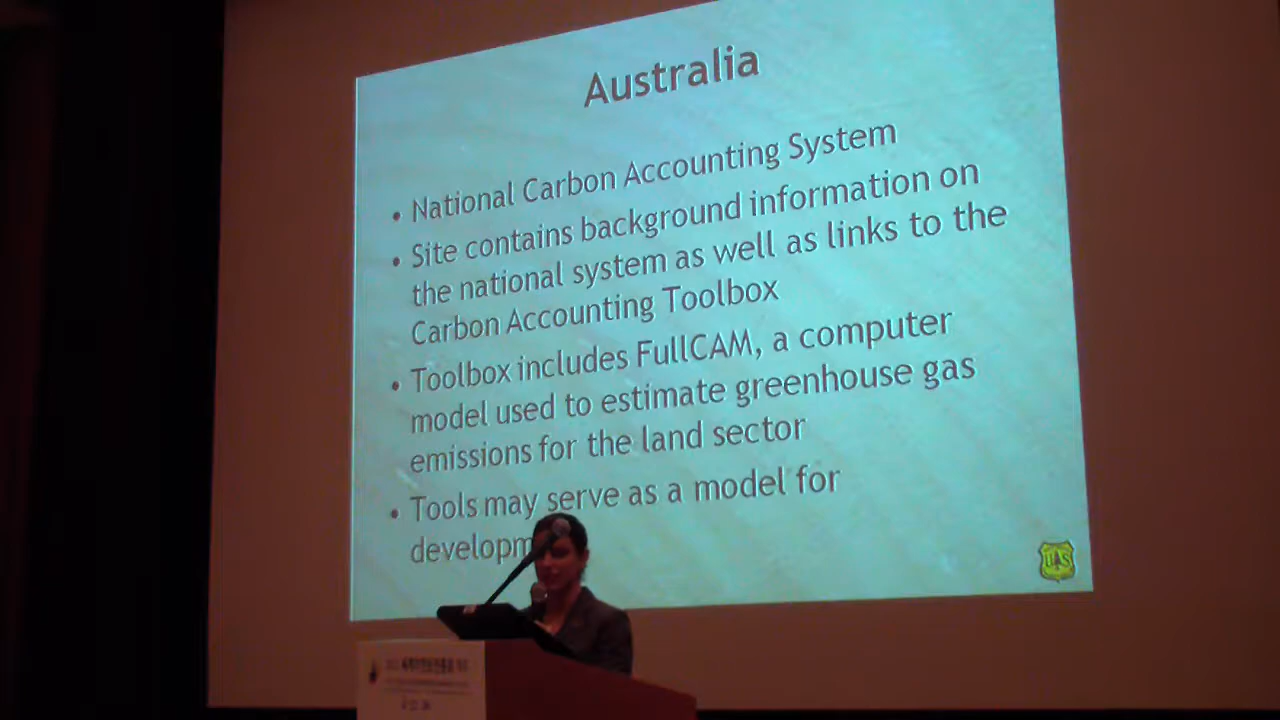 Australia
• National Carbon Accounting System
• Site contains background information on
the national system as well as links to the
Carbon Accounting Toolbox
• Toolbox includes FullCAM, a computer
model used to estimate greenhouse gas
emissions for the land sector
• Tools may serve as a model for
US